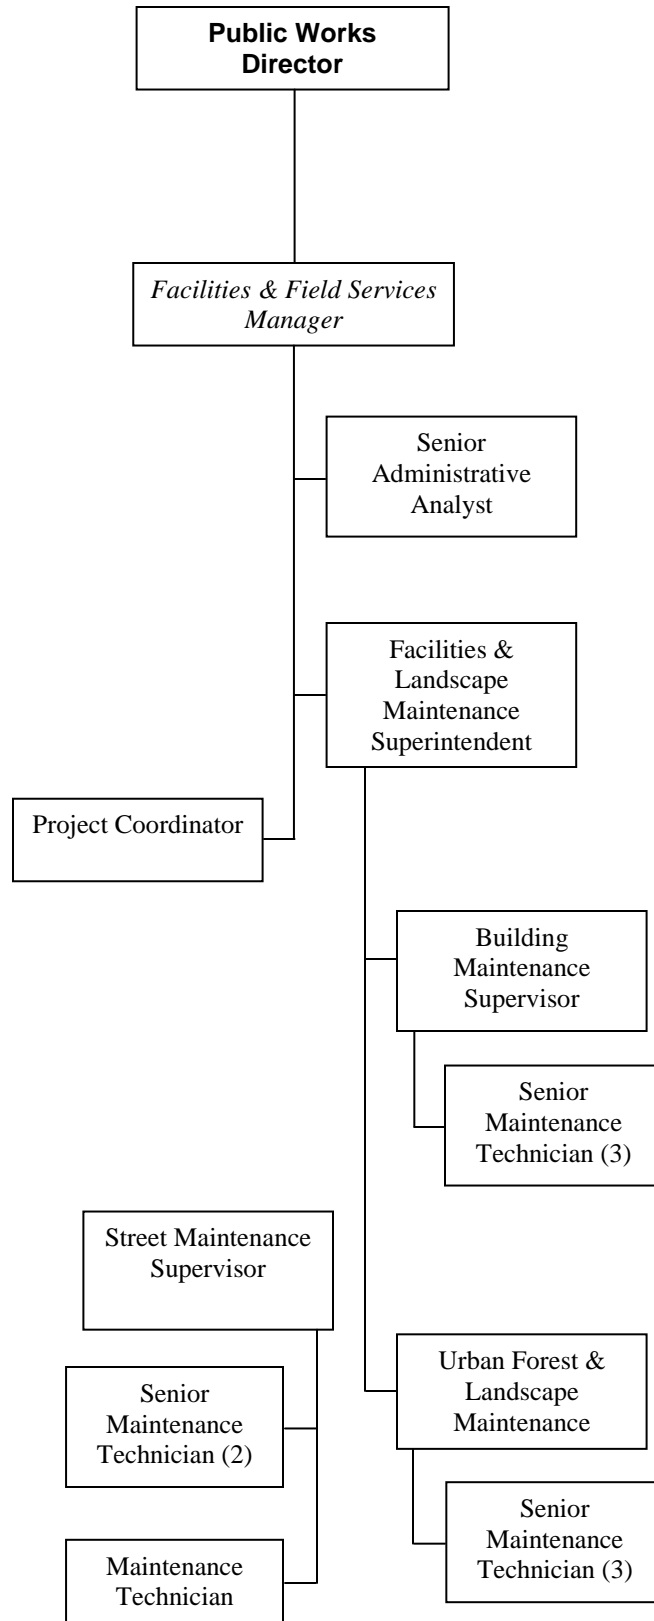 Public Works
Director
Facilities & Field Services
Manager
Senior
Administrative
Analyst
Facilities &
Landscape
Maintenance
Superintendent
Project Coordinator
Building
Maintenance
Supervisor
Senior
Maintenance
Technician (3)
Street Maintenance
Supervisor
Senior
Maintenance
Technician (2)
Maintenance
Technician
Urban Forest &
Landscape
Maintenance
Senior
Maintenance
Technician (3)